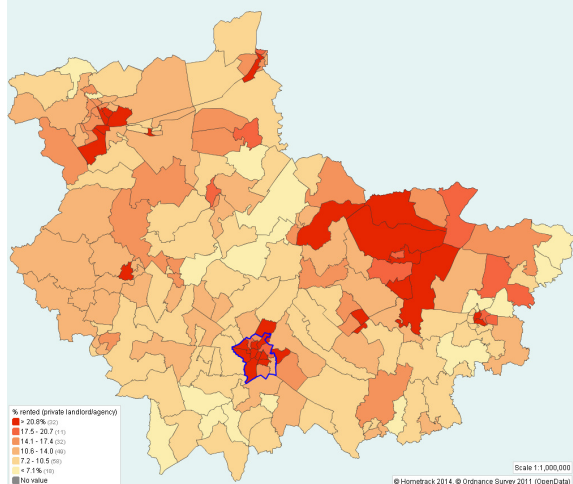 % rented (private landlord/agency)
> 20.8% (32)
17.5 - 20.7 (11)
14.1 - 17.4 (32)
10.6 - 14.0 (49)
7.2 - 10.5 (58)
< 7.1% (18)
No value
Scale 1:1,000,000
© Hometrack 2014, © Ordnance Survey 2011 (OpenData)